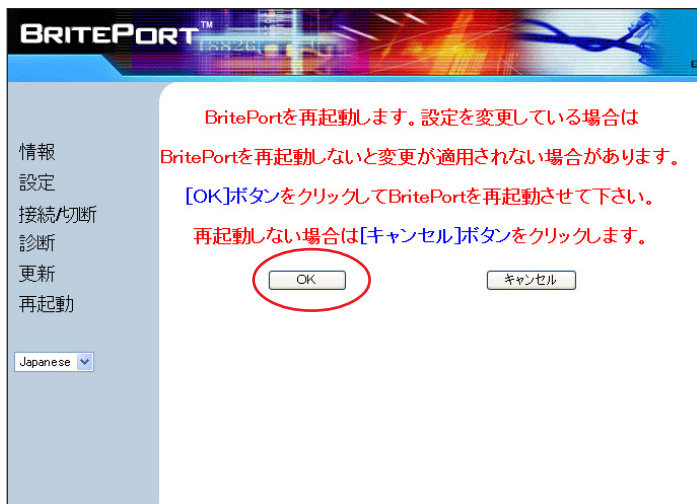 BRITEPORT™
E
BritePortを再起動します。設定を変更している場合は
BritePortを再起動しないと変更が適用されない場合があります。
[OK]ボタンをクリックしてBritePortを再起動させて下さい。
再起動しない場合は[キャンセル]ボタンをクリックします。
OK
キャンセル
情報
設定
接続/切断
診断
更新
再起動
Japanese